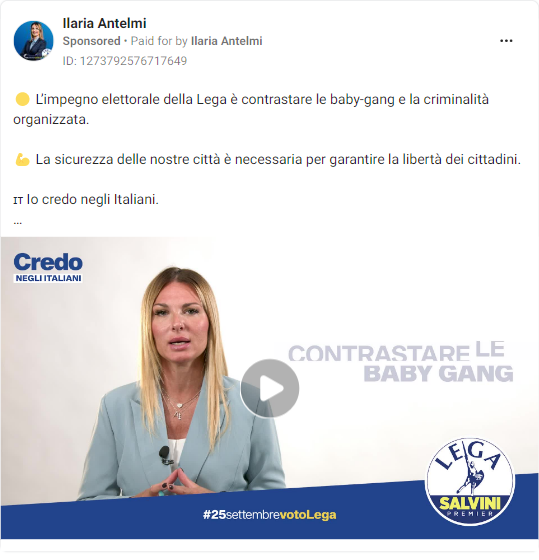 Ilaria Antelmi
Sponsored • Paid for by Ilaria Antelmi
ID: 1273792576717649
🟡 L'impegno elettorale della Lega è contrastare le baby-gang e la criminalità
organizzata.
💪 La sicurezza delle nostre città è necessaria per garantire la libertà dei cittadini.
IT Io credo negli Italiani.
...
Credo
NEGLI ITALIANI
CONTRASTARE LE
BABY GANG
LEGA
SALVINI
PREMIER
#25settembrevotoLega